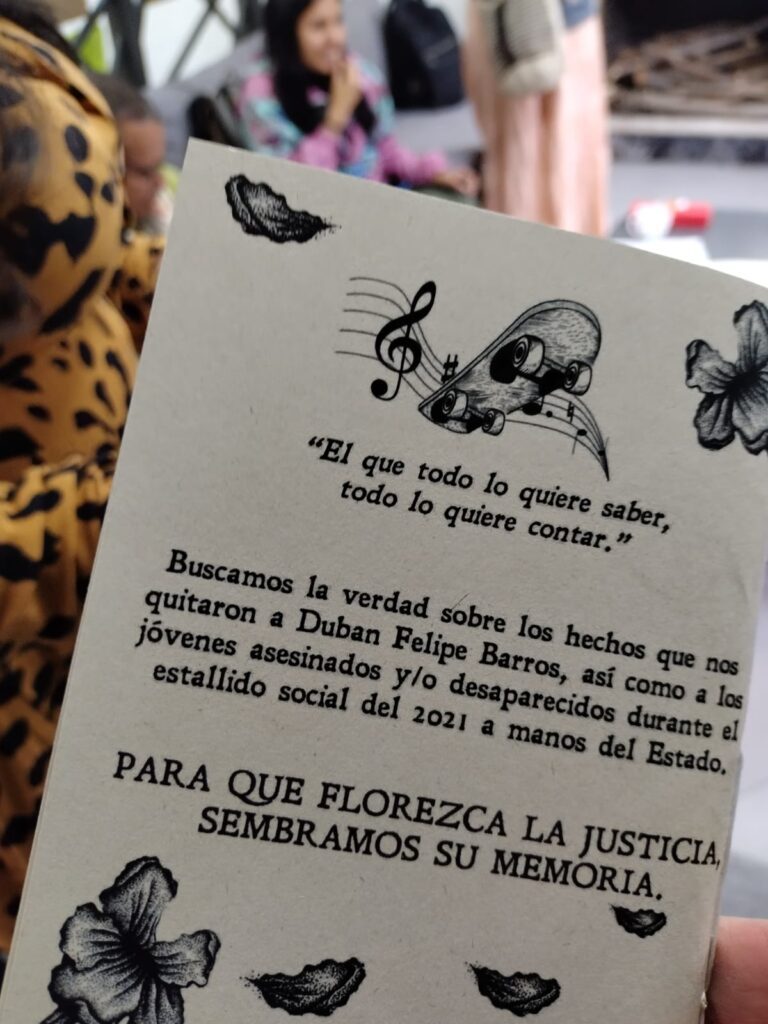 “El que todo lo quiere saber,
todo lo quiere contar.”
Buscamos la verdad sobre los hechos que nos
quitaron a Duban Felipe Barros, así como a los
jóvenes asesinados y/o desaparecidos durante el
estallido social del 2021 a manos del Estado.
PARA QUE FLOREZCA LA JUSTICIA,
SEMBRAMOS SU MEMORIA.